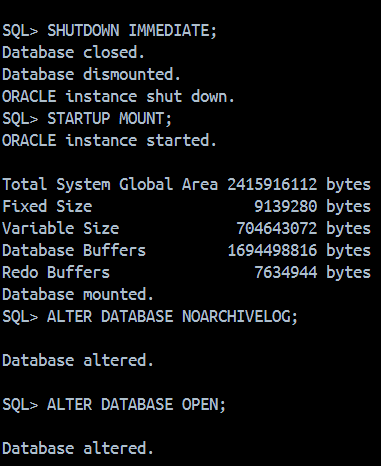 SQL> SHUTDOWN IMMEDIATE;
Database closed.
Database dismounted.
ORACLE instance shut down.
SQL> STARTUP MOUNT;
ORACLE instance started.
Total System Global Area 2415916112 bytes
Fixed Size 9139280 bytes
Variable Size 704643072 bytes
Database Buffers 1694498816 bytes
Redo Buffers 7634944 bytes
Database mounted.
SQL> ALTER DATABASE NOARCHIVELOG;
Database altered.
SQL> ALTER DATABASE OPEN;
Database altered.